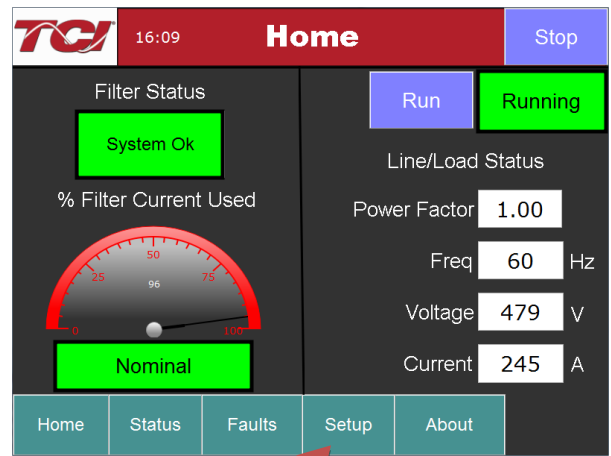 TCI
16:09
Home
Stop
Filter Status
System Ok
% Filter Current Used
0
25
50
75
100
96
Nominal
Run
Running
Line/Load Status
Power Factor 1.00
Freq 60 Hz
Voltage 479 V
Current 245 A
Home Status Faults Setup About